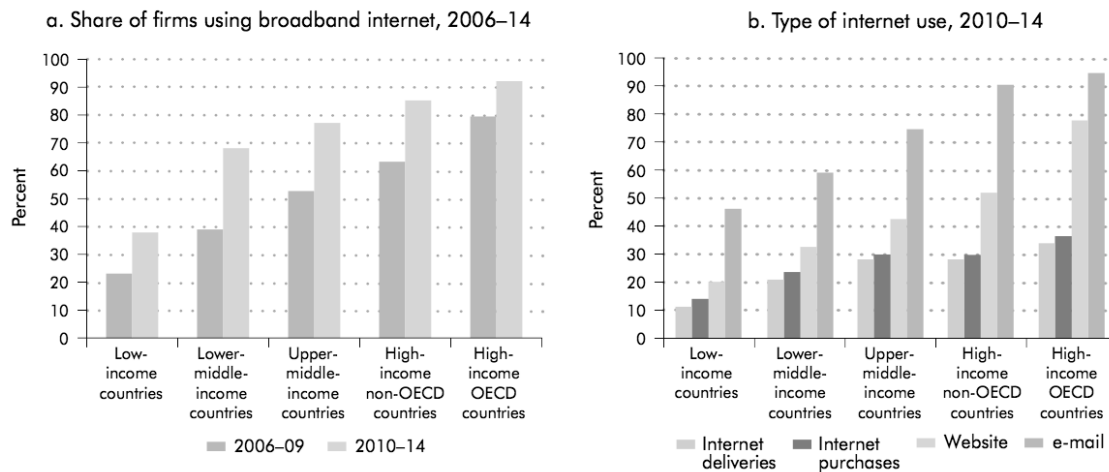 a. Share of firms using broadband internet, 2006–14
Percent
100
90
80
70
60
50
40
30
20
10
0
Low-
income
countries
Lower-
middle-income
countries
Upper-
middle-income
countries
High-
income
non-OECD
countries
High-
income
OECD
countries
2006–09
2010–14
b. Type of internet use, 2010–14
Percent
100
90
80
70
60
50
40
30
20
10
0
Low-
income
countries
Lower-
middle-income
countries
Upper-
middle-income
countries
High-
income
non-OECD
countries
High-
income
OECD
countries
Internet
deliveries
Internet
purchases
Website
e-mail